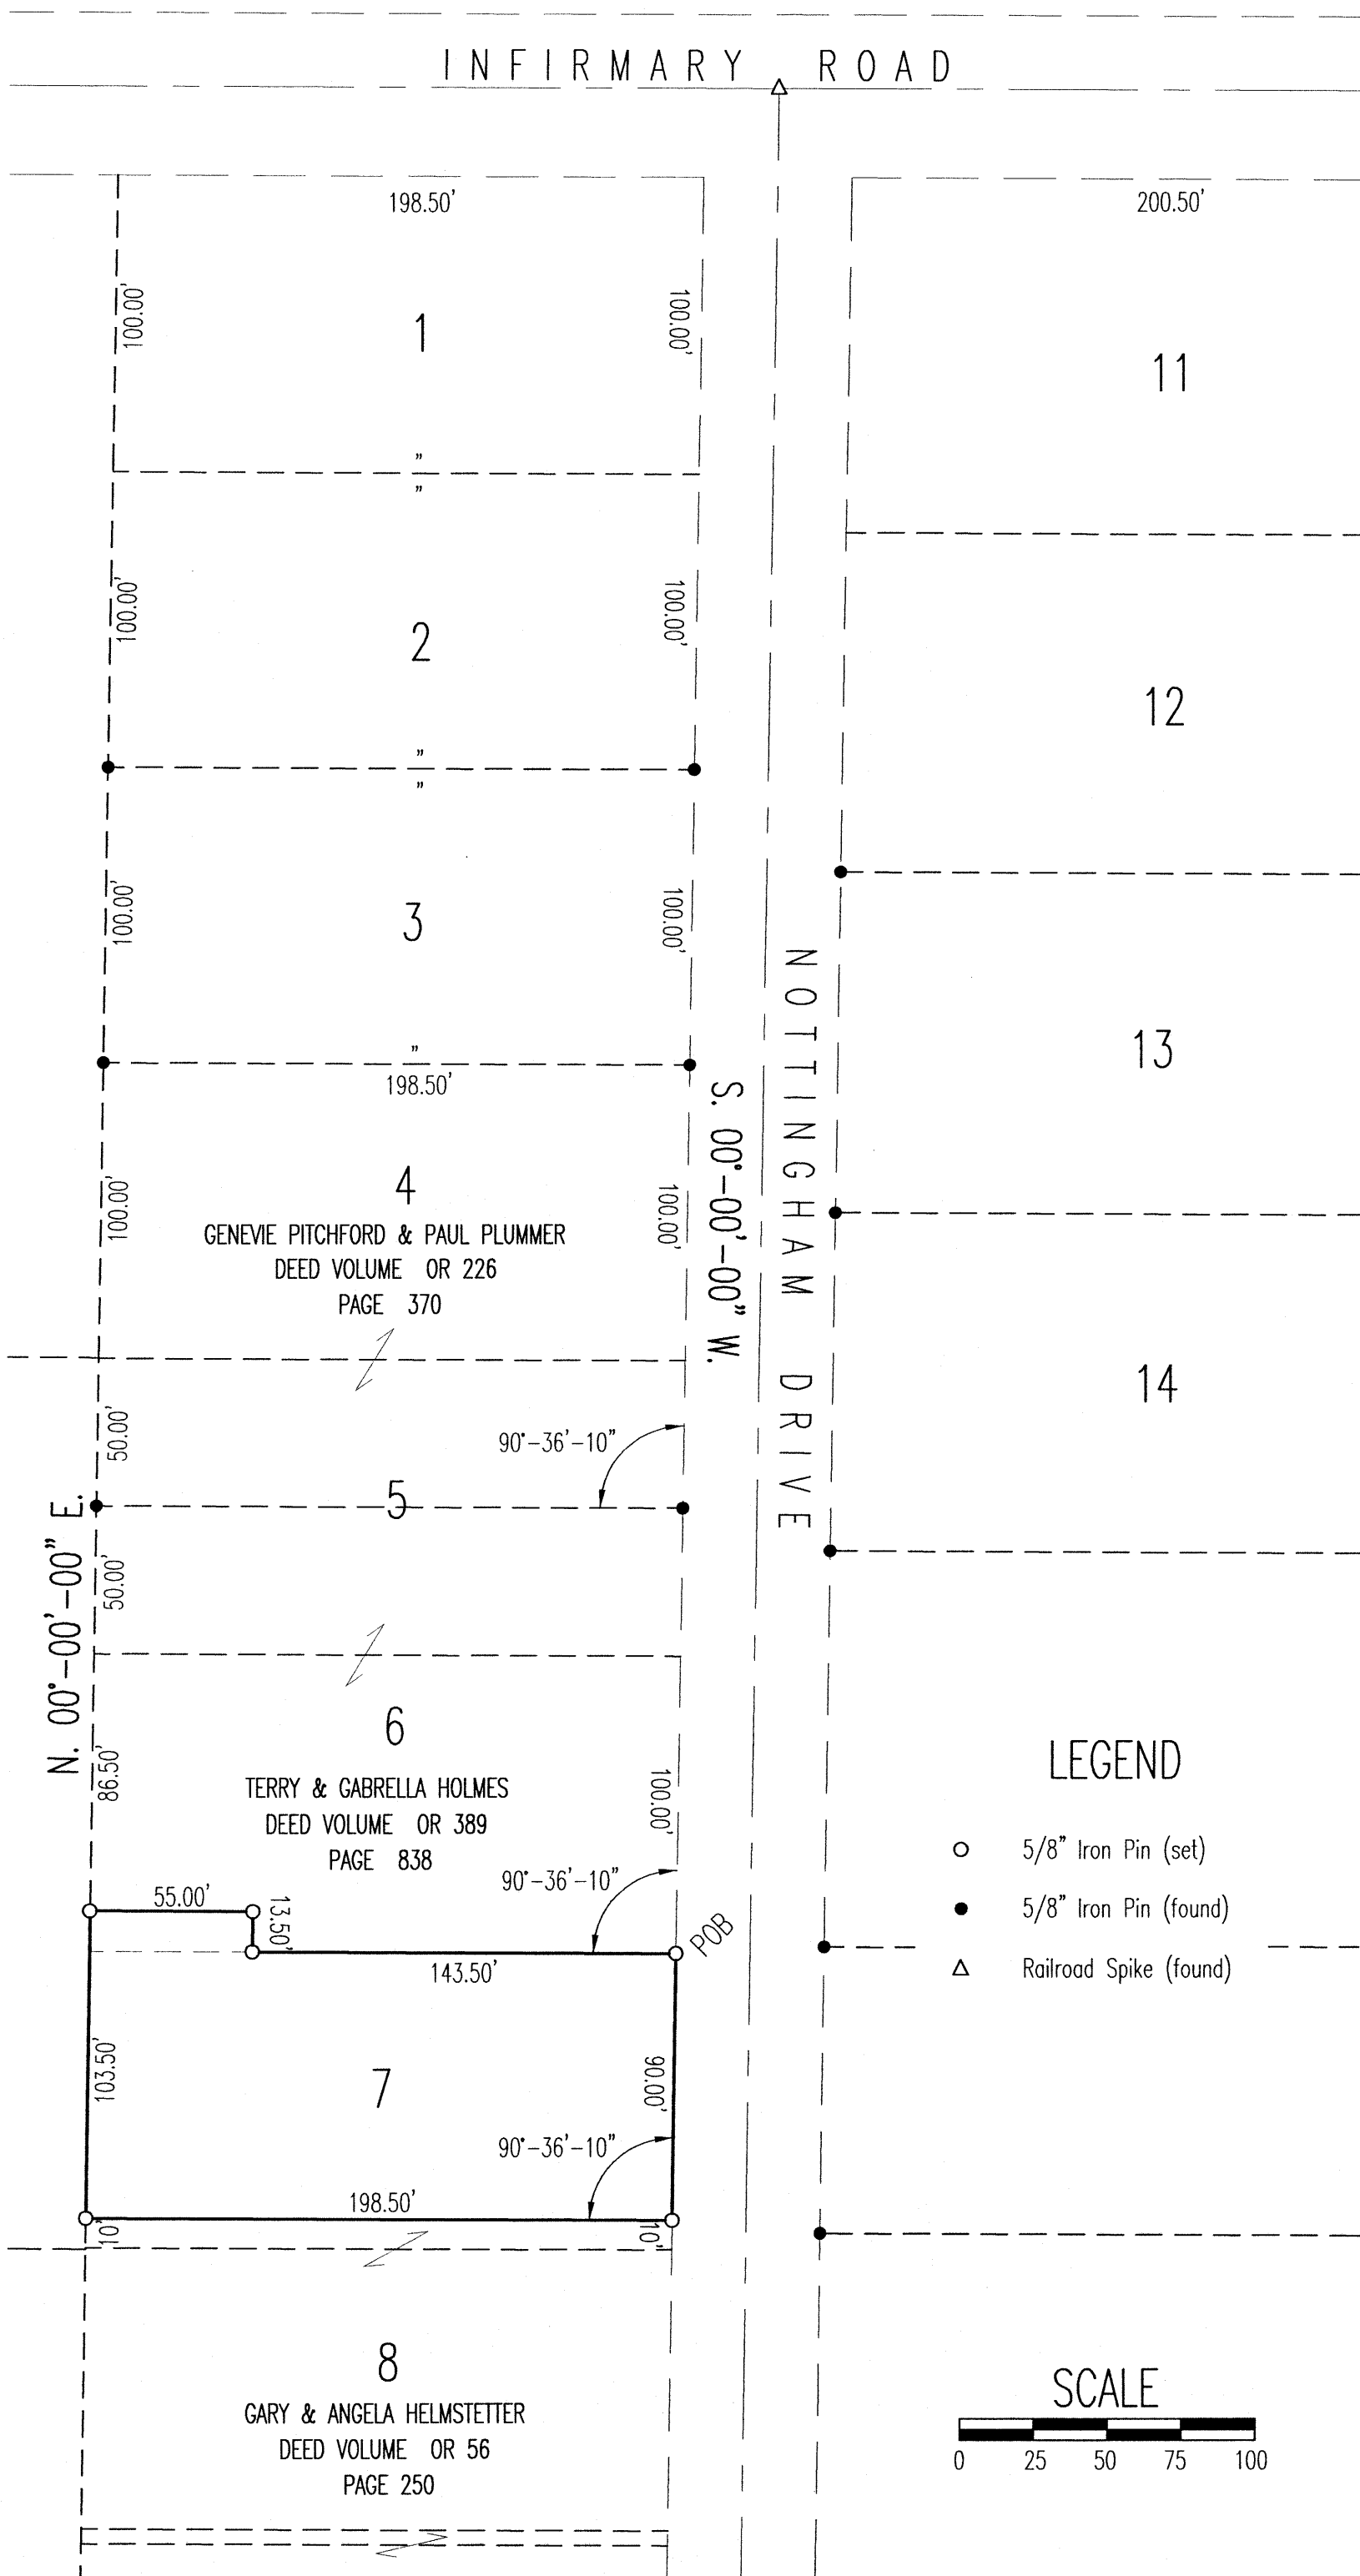 INFIRMARY ROAD
198.50'
200.50'
100.00'
100.00'
1
11
"
"
100.00'
100.00'
2
12
"
"
100.00'
100.00'
3
NOTTINGHAM DRIVE
13
"
198.50'
S. 00°-00'-00" W.
100.00'
100.00'
4
GENEVIE PITCHFORD & PAUL PLUMMER
DEED VOLUME OR 226
PAGE 370
14
50.00'
90°-36'-10"
5
N. 00°-00'-00" E.
50.00'
6
86.50'
100.00'
TERRY & GABRELLA HOLMES
DEED VOLUME OR 389
PAGE 838
LEGEND
5/8" Iron Pin (set)
5/8" Iron Pin (found)
Railroad Spike (found)
90°-36'-10"
55.00'
13.50'
POB
143.50'
103.50'
7
90.00'
90°-36'-10"
198.50'
10'
10'
8
GARY & ANGELA HELMSTETTER
DEED VOLUME OR 56
PAGE 250
SCALE
0 25 50 75 100